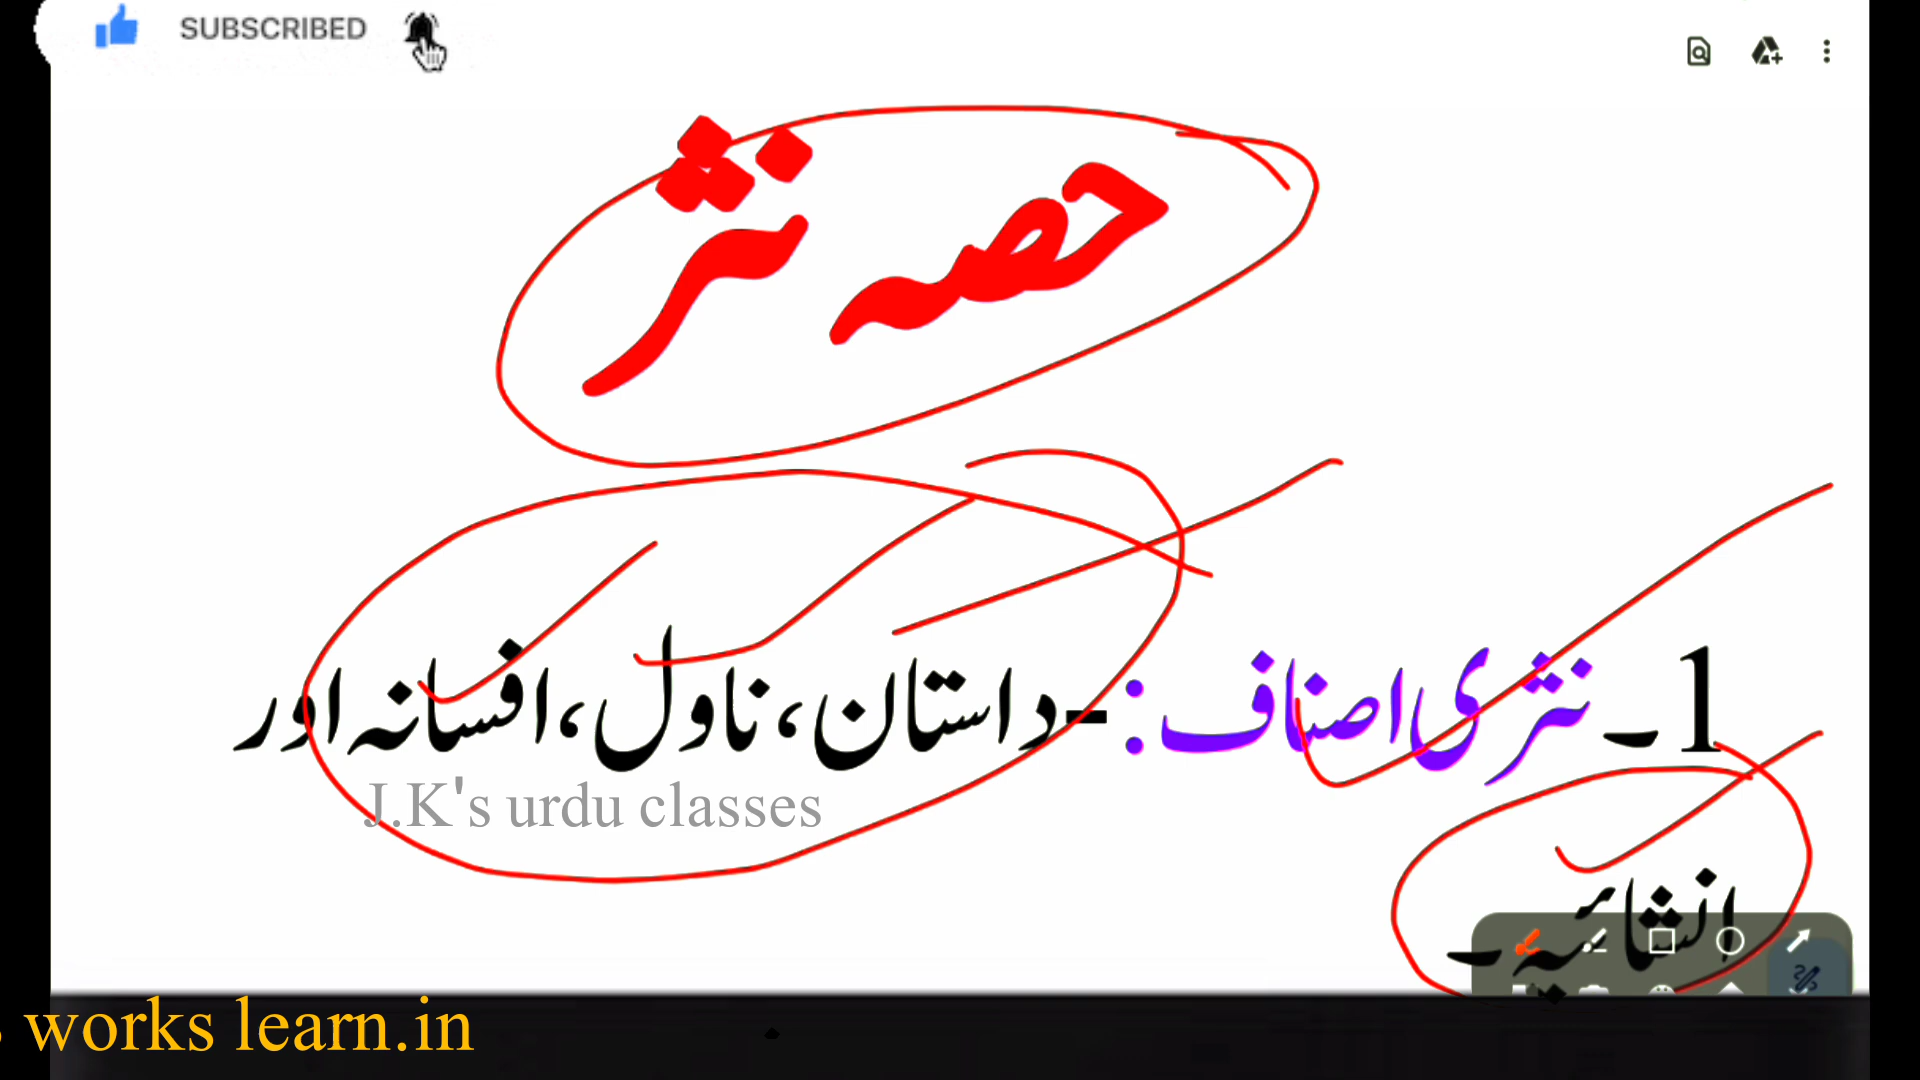 SUBSCRIBED
حصہ نثر
1۔ نثری اصناف :- داستان، ناول، افسانہ اور
J.K's urdu classes
انشائیہ۔
works learn.in